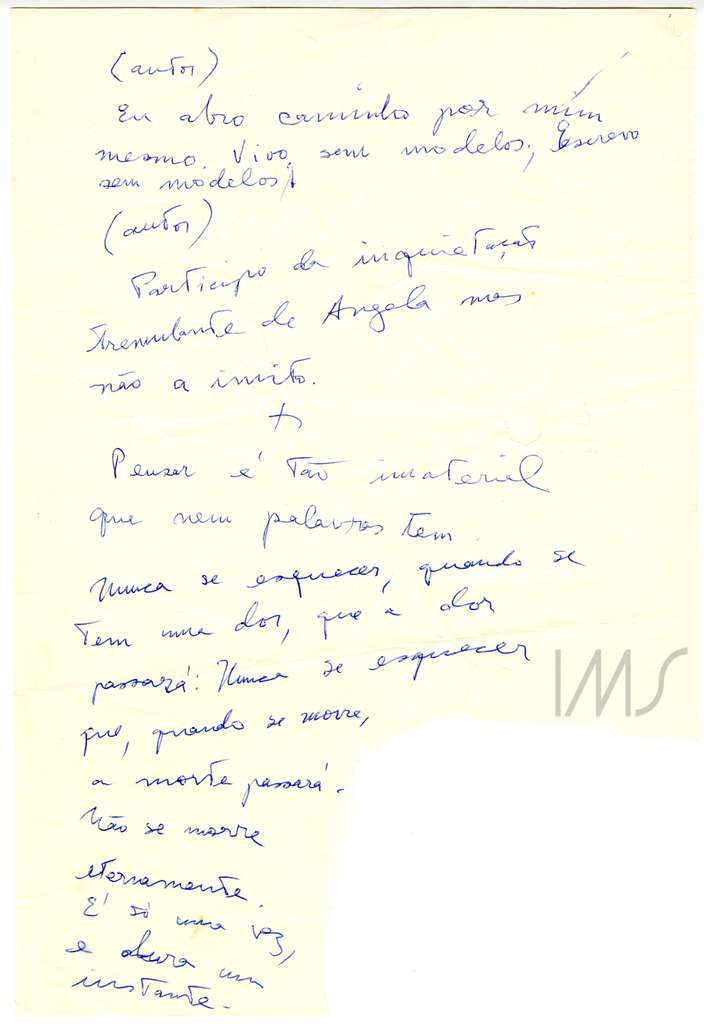 (autor)
Eu abro caminho por mim
mesmo. Vivo sem modelos; Escrevo
sem modelos
(autor)
Participo da inquietação
tremulante de Angela mas
não a imito.
+
Pensar é tão imaterial
que nem palavras tem.
Nunca se esquecer, quando se
tem uma dor, que a dor
passará: Nunca se esquecer
que, quando se morre,
a morte passará.
Não se morre
eternamente.
É só uma vez,
e dura um
instante.
IMS